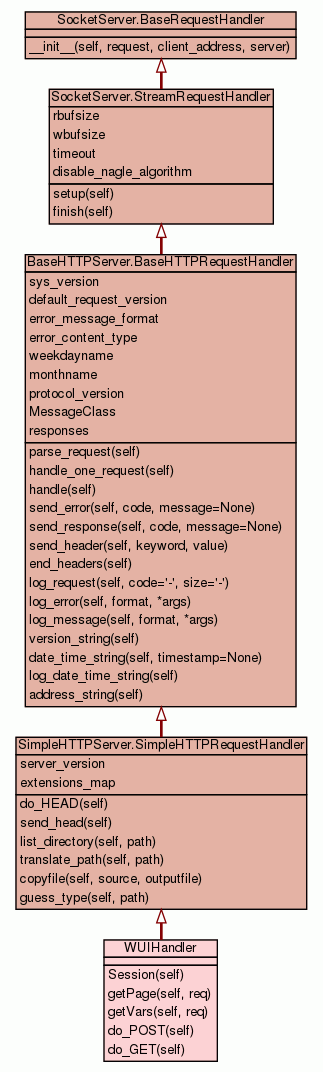 SocketServer.BaseRequestHandler
__init__(self, request, client_address, server)
SocketServer.StreamRequestHandler
rbufsize
wbufsize
timeout
disable_nagle_algorithm
setup(self)
finish(self)
BaseHTTPServer.BaseHTTPRequestHandler
sys_version
default_request_version
error_message_format
error_content_type
weekdayname
monthname
protocol_version
MessageClass
responses
parse_request(self)
handle_one_request(self)
handle(self)
send_error(self, code, message=None)
send_response(self, code, message=None)
send_header(self, keyword, value)
end_headers(self)
log_request(self, code='-', size='-')
log_error(self, format, *args)
log_message(self, format, *args)
version_string(self)
date_time_string(self, timestamp=None)
log_date_time_string(self)
address_string(self)
SimpleHTTPServer.SimpleHTTPRequestHandler
server_version
extensions_map
do_HEAD(self)
send_head(self)
list_directory(self, path)
translate_path(self, path)
copyfile(self, source, outputfile)
guess_type(self, path)
WUIHandler
Session(self)
getPage(self, req)
getVars(self, req)
do_POST(self)
do_GET(self)